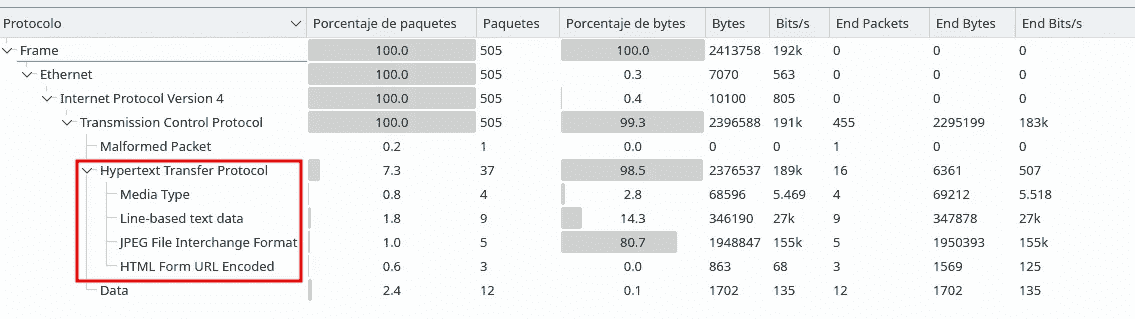 Protocolo Porcentaje de paquetes Paquetes Porcentaje de bytes Bytes Bits/s End Packets End Bytes End Bits/s
Frame 100.0 505 100.0 2413758 192k 0 0 0
Ethernet 100.0 505 0.3 7070 563 0 0 0
Internet Protocol Version 4 100.0 505 0.4 10100 805 0 0 0
Transmission Control Protocol 100.0 505 99.3 2396588 191k 455 2295199 183k
Malformed Packet 0.2 1 0.0 0 0 1 0 0
Hypertext Transfer Protocol 7.3 37 98.5 2376537 189k 16 6361 507
Media Type 0.8 4 2.8 68596 5.469 4 69212 5.518
Line-based text data 1.8 9 14.3 346190 27k 9 347878 27k
JPEG File Interchange Format 1.0 5 80.7 1948847 155k 5 1950393 155k
HTML Form URL Encoded 0.6 3 0.0 863 68 3 1569 125
Data 2.4 12 0.1 1702 135 12 1702 135